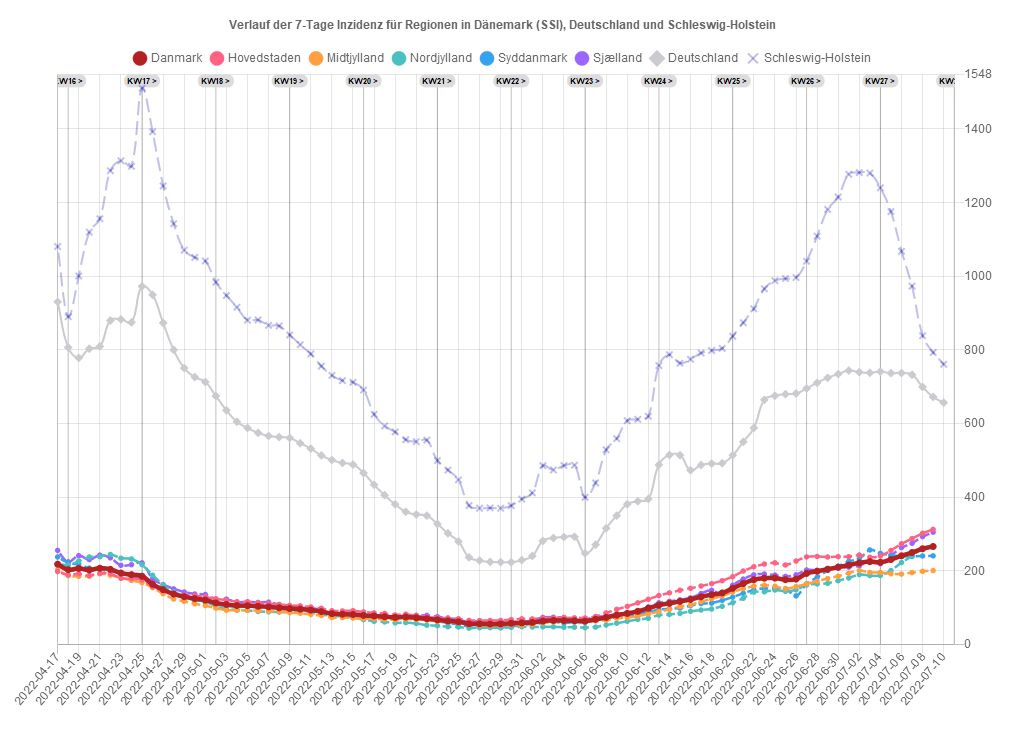 Verlauf der 7-Tage Inzidenz für Regionen in Dänemark (SSI), Deutschland und Schleswig-Holstein
Danmark Hovedstaden Midtjylland Nordjylland Syddanmark Sjælland Deutschland Schleswig-Holstein
KW16 > KW17 > KW18 > KW19 > KW20 > KW21 > KW22 > KW23 > KW24 > KW25 > KW26 > KW27 > KW
1548
1400
1200
1000
800
600
400
200
0
2022-04-17 2022-04-19 2022-04-21 2022-04-23 2022-04-25 2022-04-27 2022-04-29 2022-05-01 2022-05-03 2022-05-05 2022-05-07 2022-05-09 2022-05-11 2022-05-13 2022-05-15 2022-05-17 2022-05-19 2022-05-21 2022-05-23 2022-05-25 2022-05-27 2022-05-29 2022-05-31 2022-06-02 2022-06-04 2022-06-06 2022-06-08 2022-06-10 2022-06-12 2022-06-14 2022-06-16 2022-06-18 2022-06-20 2022-06-22 2022-06-24 2022-06-26 2022-06-28 2022-06-30 2022-07-02 2022-07-04 2022-07-06 2022-07-08 2022-07-10